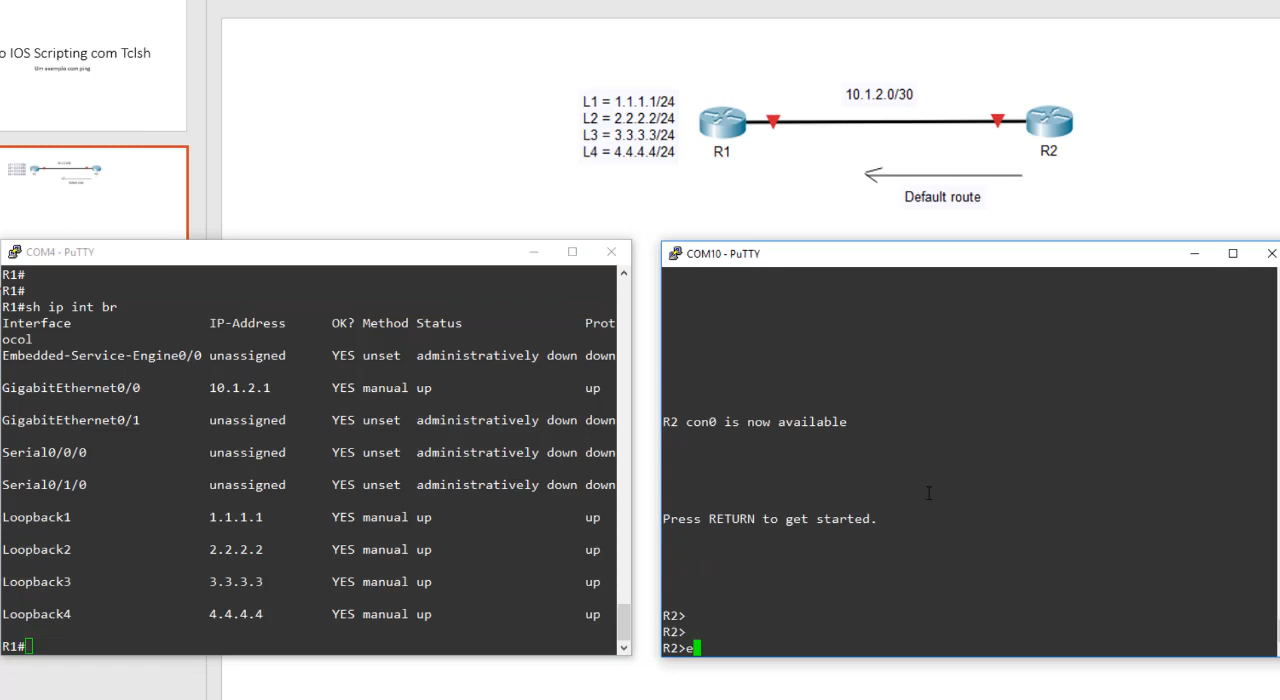 o IOS Scripting com Tclsh
Um exemplo com ping
L1 = 1.1.1.1/24
L2 = 2.2.2.2/24
L3 = 3.3.3.3/24
L4 = 4.4.4.4/24
10.1.2.0/30
R1
R2
Default route
COM4 - PuTTY
R1#
R1#
R1#sh ip int br
Interface IP-Address OK? Method Status Prot
ocol
Embedded-Service-Engine0/0 unassigned YES unset administratively down down
GigabitEthernet0/0 10.1.2.1 YES manual up up
GigabitEthernet0/1 unassigned YES unset administratively down down
Serial0/0/0 unassigned YES unset administratively down down
Serial0/1/0 unassigned YES unset administratively down down
Loopback1 1.1.1.1 YES manual up up
Loopback2 2.2.2.2 YES manual up up
Loopback3 3.3.3.3 YES manual up up
Loopback4 4.4.4.4 YES manual up up
R1#
COM10 - PuTTY
R2 con0 is now available
Press RETURN to get started.
R2>
R2>
R2>e